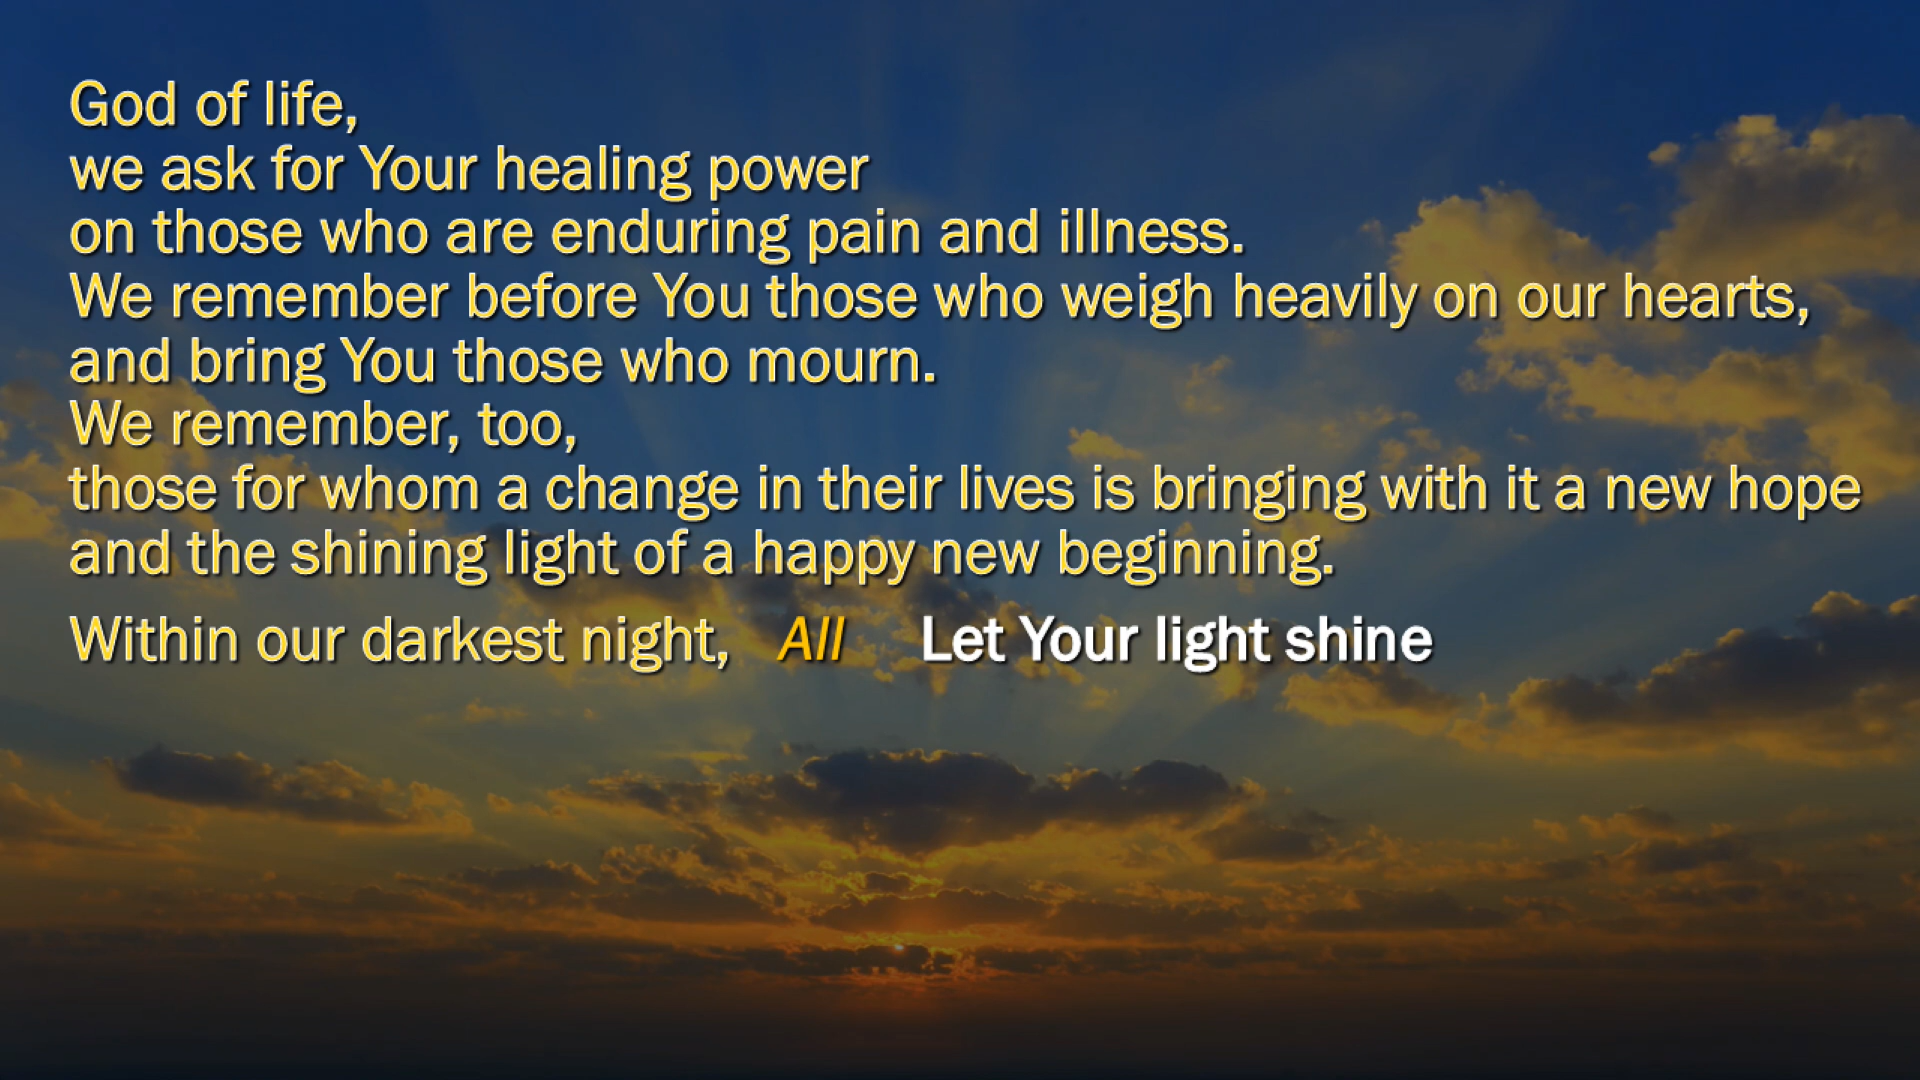 God of life,
we ask for Your healing power
on those who are enduring pain and illness.
We remember before You those who weigh heavily on our hearts,
and bring You those who mourn.
We remember, too,
those for whom a change in their lives is bringing with it a new hope
and the shining light of a happy new beginning.
Within our darkest night, All Let Your light shine